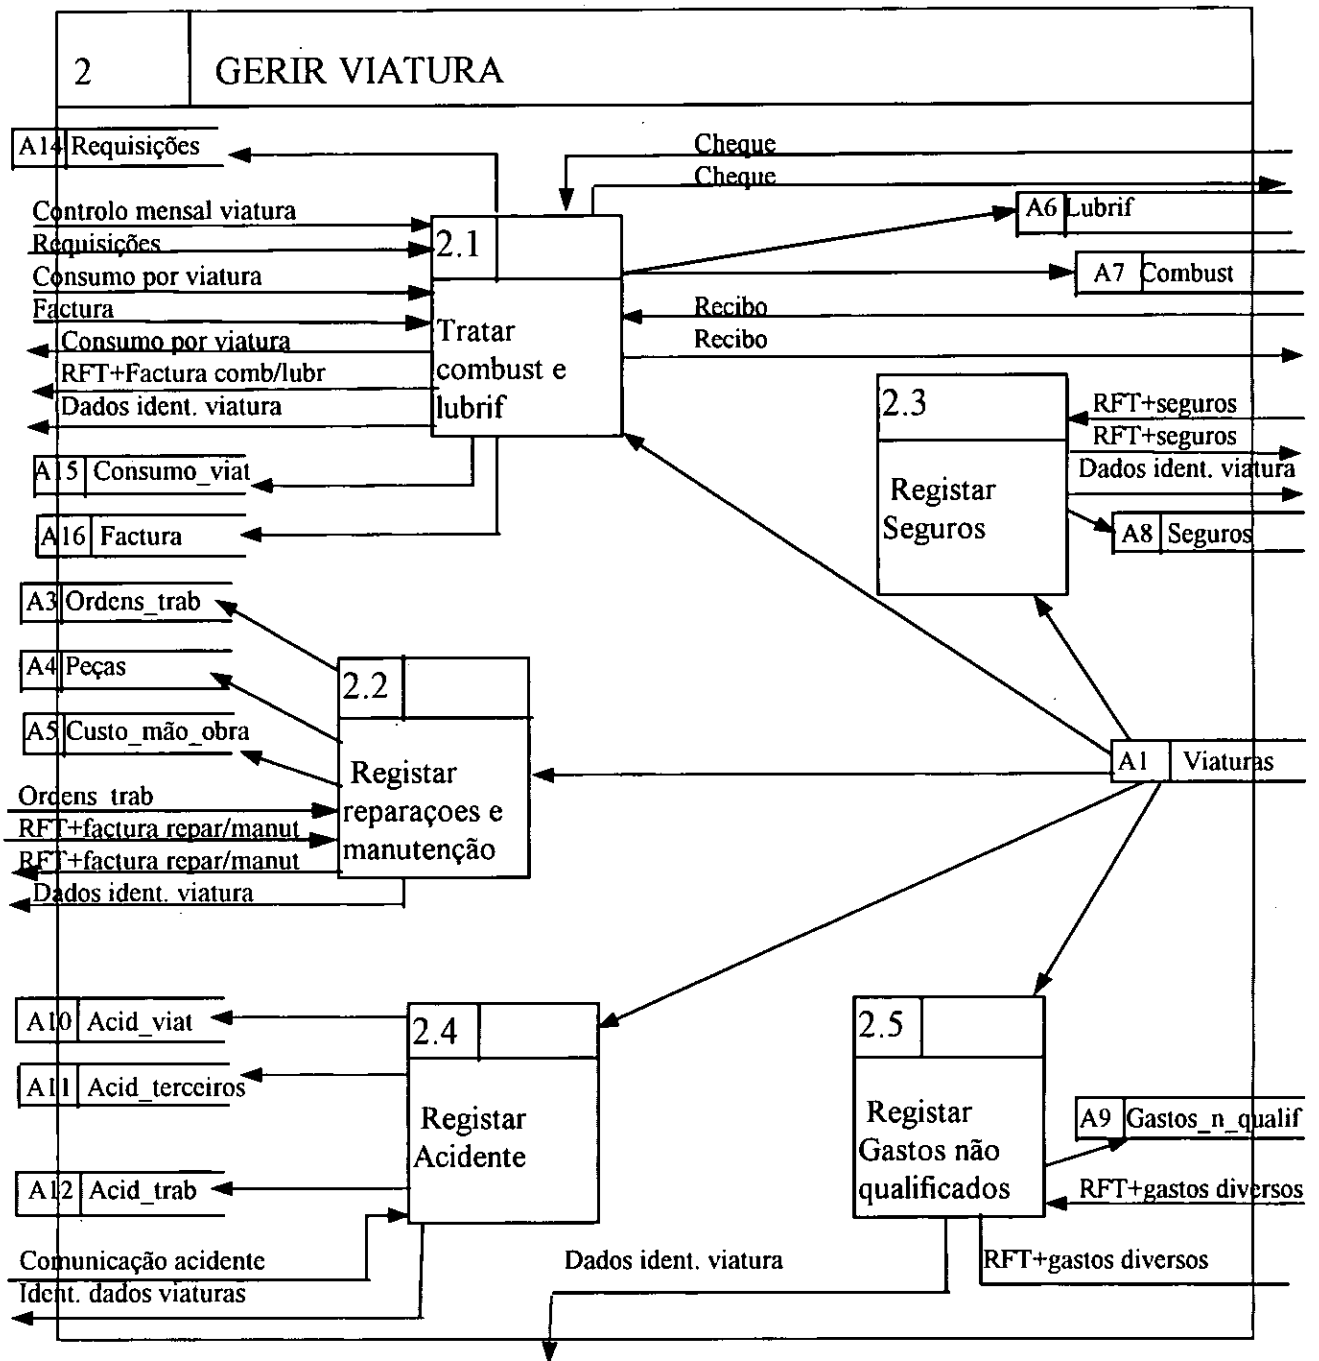 2 GERIR VIATURA
A14 Requisições
Cheque
Cheque
A6 Lubrif
Controlo mensal viatura
Requisições
2.1
A7 Combust
Consumo por viatura
Factura
Recibo
Tratar
combust e
lubrif
Recibo
Consumo por viatura
RFT+Factura comb/lubr
Dados ident. viatura
2.3
RFT+seguros
RFT+seguros
Dados ident. viatura
Registar
Seguros
A8 Seguros
A15 Consumo_viat
A16 Factura
A3 Ordens_trab
A4 Peças
2.2
A5 Custo_mão_obra
Registar
reparaçoes e
manutenção
A1 Viaturas
Ordens trab
RFT+factura repar/manut
RFT+factura repar/manut
Dados ident. viatura
A10 Acid_viat
2.4
2.5
A11 Acid_terceiros
Registar
Acidente
Registar
Gastos não
qualificados
A9 Gastos_n_qualif
A12 Acid_trab
RFT+gastos diversos
Comunicação acidente
Dados ident. viatura
RFT+gastos diversos
Ident. dados viaturas